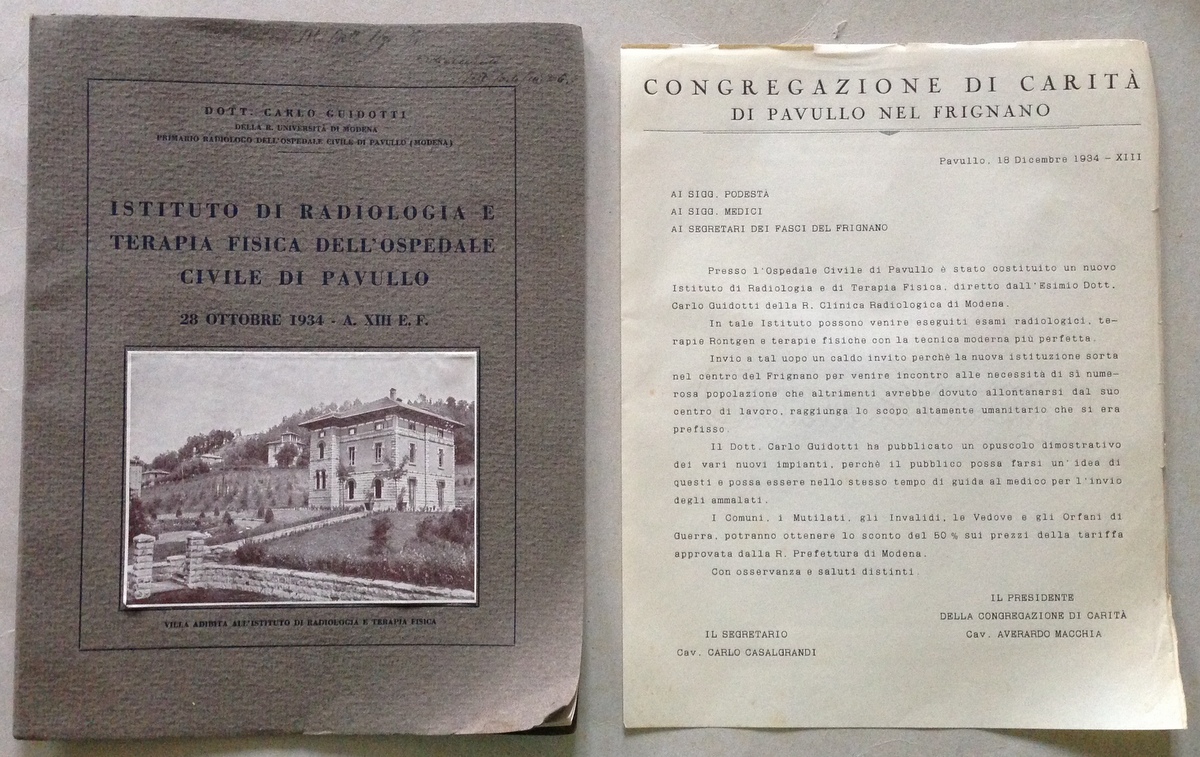 DOTT. CARLO GUIDOTTI
DELLA R. UNIVERSITÀ DI MODENA
PRIMARIO RADIOLOGO DELL'OSPEDALE CIVILE DI PAVULLO (MODENA)
ISTITUTO DI RADIOLOGIA E
TERAPIA FISICA DELL'OSPEDALE
CIVILE DI PAVULLO
28 OTTOBRE 1934 - A. XIII E. F.
VILLA ADIBITA ALL'ISTITUTO DI RADIOLOGIA E TERAPIA FISICA
CONGREGAZIONE DI CARITÀ
DI PAVULLO NEL FRIGNANO
Pavullo, 18 Dicembre 1934 - XIII
AI SIGG. PODESTÀ
AI SIGG. MEDICI
AI SEGRETARI DEI FASCI DEL FRIGNANO
Presso l'Ospedale Civile di Pavullo è stato costituito un nuovo
Istituto di Radiologia e di Terapia Fisica, diretto dall'Esimio Dott.
Carlo Guidotti della R. Clinica Radiologica di Modena.
In tale Istituto possono venire eseguiti esami radiologici, te-
rapie Rontgen e terapie fisiche con la tecnica moderna più perfetta.
Invio a tal uopo un caldo invito perchè la nuova istituzione sorta
nel centro del Frignano per venire incontro alle necessità di sì nume-
rosa popolazione che altrimenti avrebbe dovuto allontanarsi dal suo
centro di lavoro, raggiunga lo scopo altamente umanitario che si era
prefisso.
Il Dott. Carlo Guidotti ha pubblicato un opuscolo dimostrativo
dei vari nuovi impianti, perchè il pubblico possa farsi un'idea di
questi e possa essere nello stesso tempo di guida al medico per l'invio
degli ammalati.
I Comuni, i Mutilati, gli Invalidi, le Vedove e gli Orfani di
Guerra, potranno ottenere lo sconto del 50 % sui prezzi della tariffa
approvata dalla R. Prefettura di Modena.
Con osservanza e saluti distinti.
IL PRESIDENTE
DELLA CONGREGAZIONE DI CARITÀ
Cav. AVERARDO MACCHIA
IL SEGRETARIO
Cav. CARLO CASALGRANDI